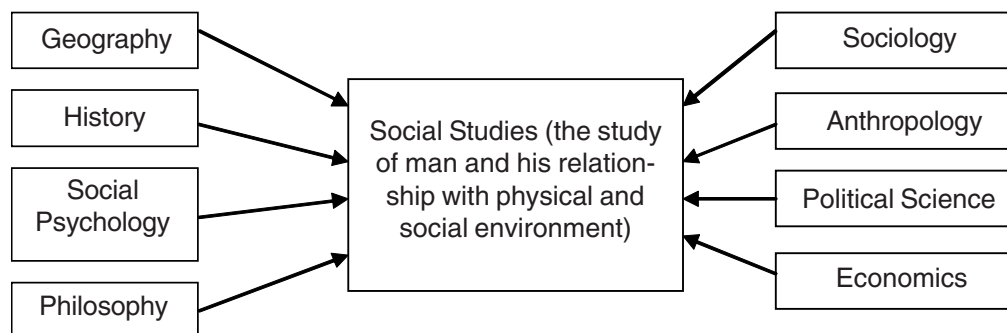 Geography
History
Social
Psychology
Philosophy
Social Studies (the study
of man and his relation-
ship with physical and
social environment)
Sociology
Anthropology
Political Science
Economics